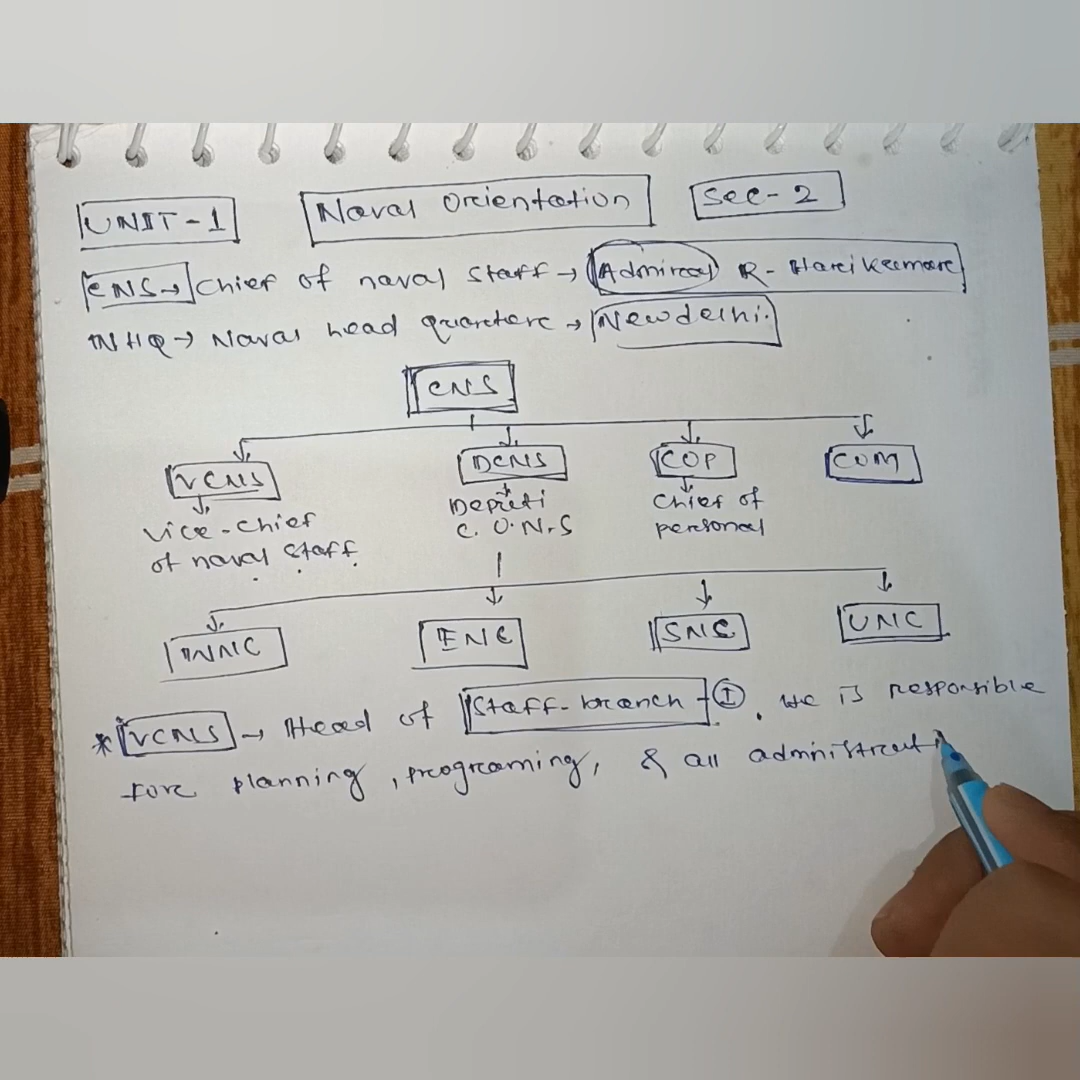 UNIT-1 Naval Orientation Sec-2
CNS → Chief of naval Staff → Admiral R-Harikumar
NHQ → Naval head quarter → Newdelhi.
CNS
VCNS DCNS COP COM
Vice-Chief of naval Staff
Deputi C.O.N.S
Chief of personal
WNC ENC SNC UNC
* VCNS → Head of Staff-branch-I. He is responsible
for planning, programing, & all administrati